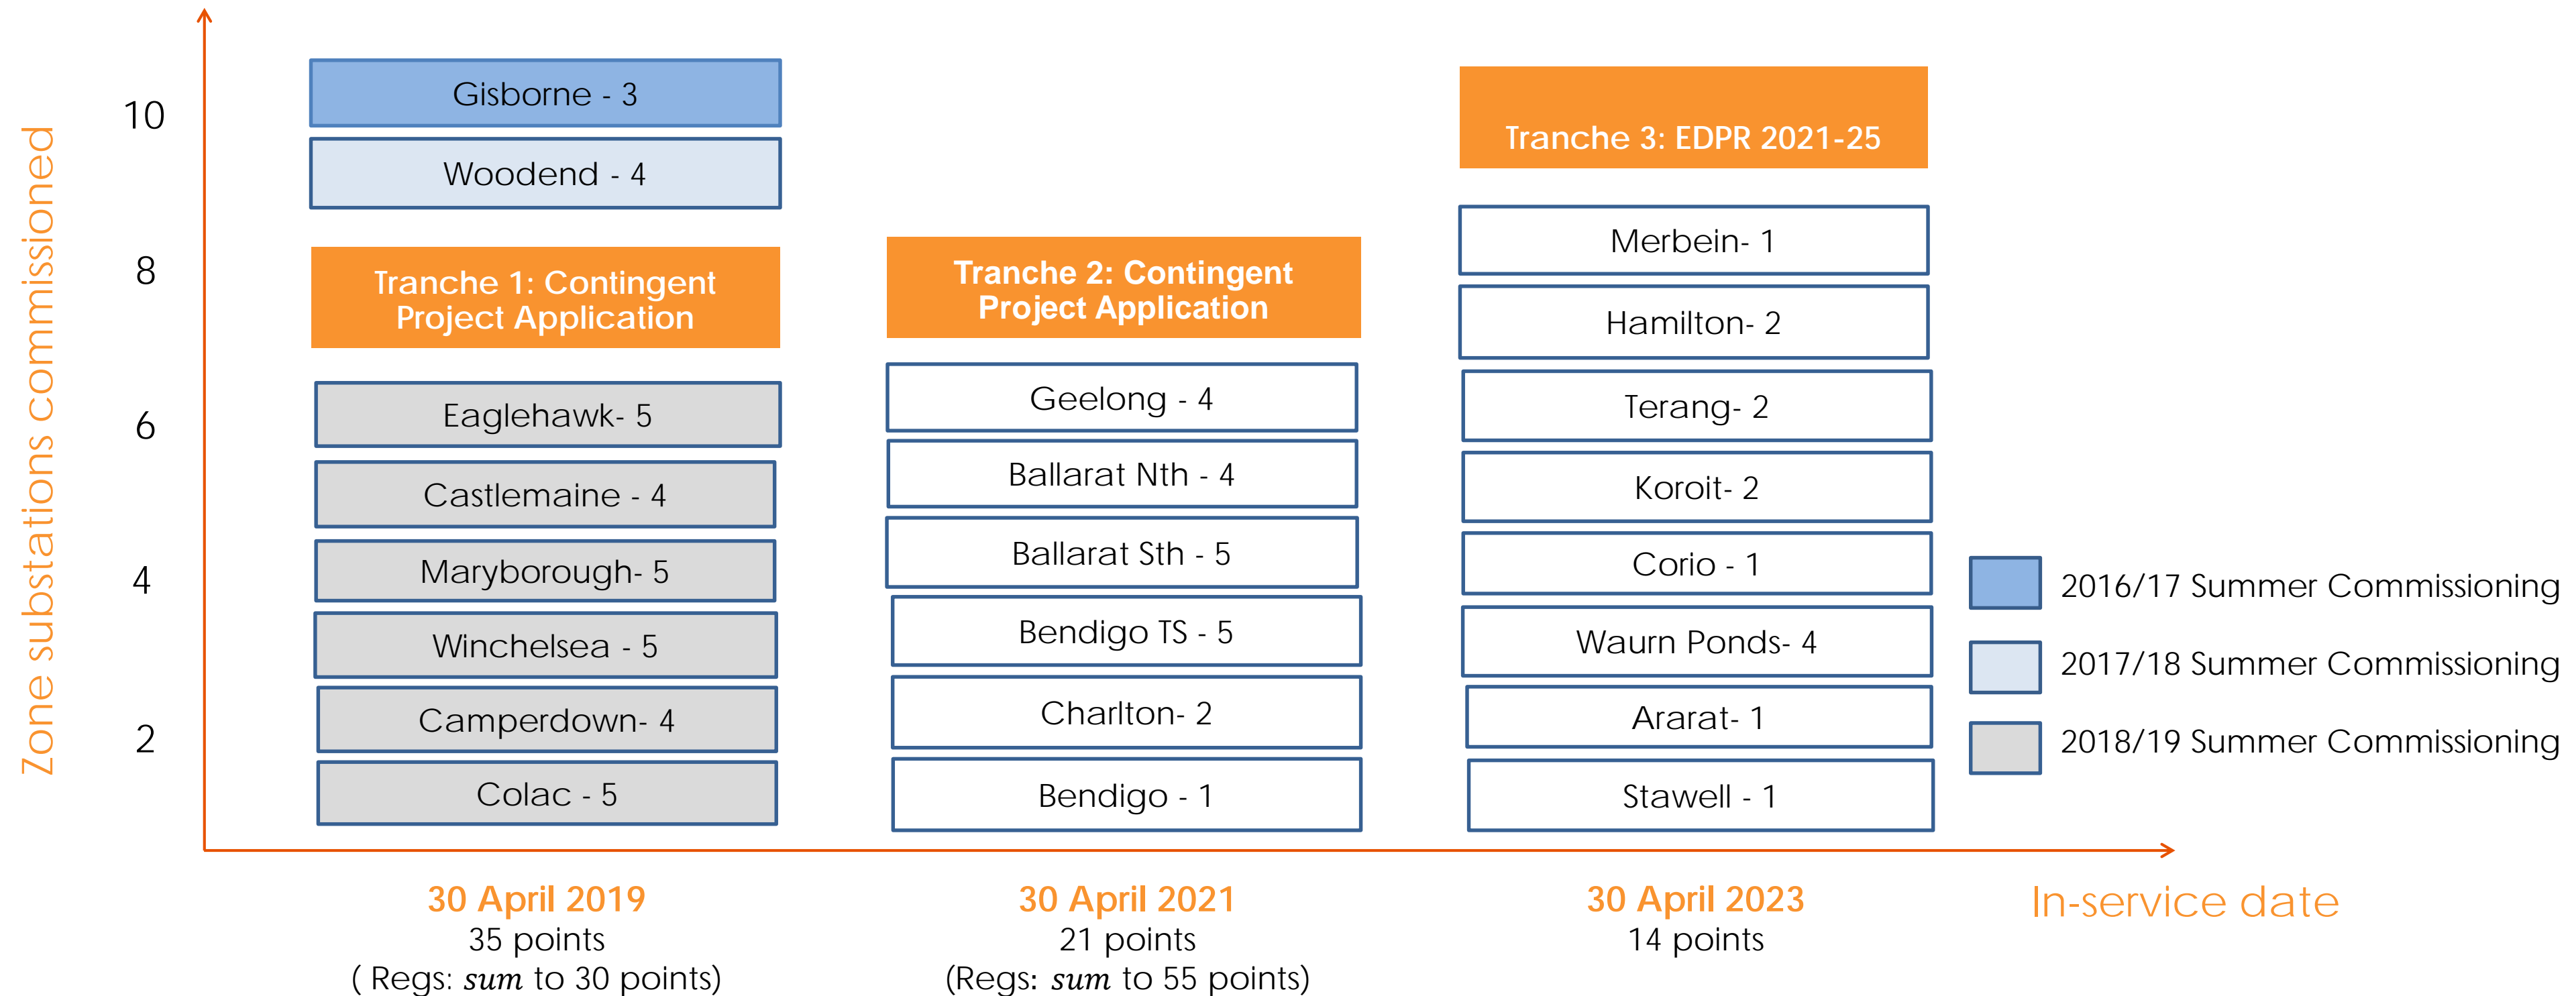 Zone substations commissioned
10
8
6
4
2
Gisborne - 3
Woodend - 4
Tranche 1: Contingent
Project Application
Eaglehawk- 5
Castlemaine - 4
Maryborough- 5
Winchelsea - 5
Camperdown- 4
Colac - 5
Tranche 2: Contingent
Project Application
Geelong - 4
Ballarat Nth - 4
Ballarat Sth - 5
Bendigo TS - 5
Charlton- 2
Bendigo - 1
Tranche 3: EDPR 2021-25
Merbein- 1
Hamilton- 2
Terang- 2
Koroit- 2
Corio - 1
Waurn Ponds- 4
Ararat- 1
Stawell - 1
2016/17 Summer Commissioning
2017/18 Summer Commissioning
2018/19 Summer Commissioning
30 April 2019
35 points
( Regs: sum to 30 points)
30 April 2021
21 points
(Regs: sum to 55 points)
30 April 2023
14 points
In-service date